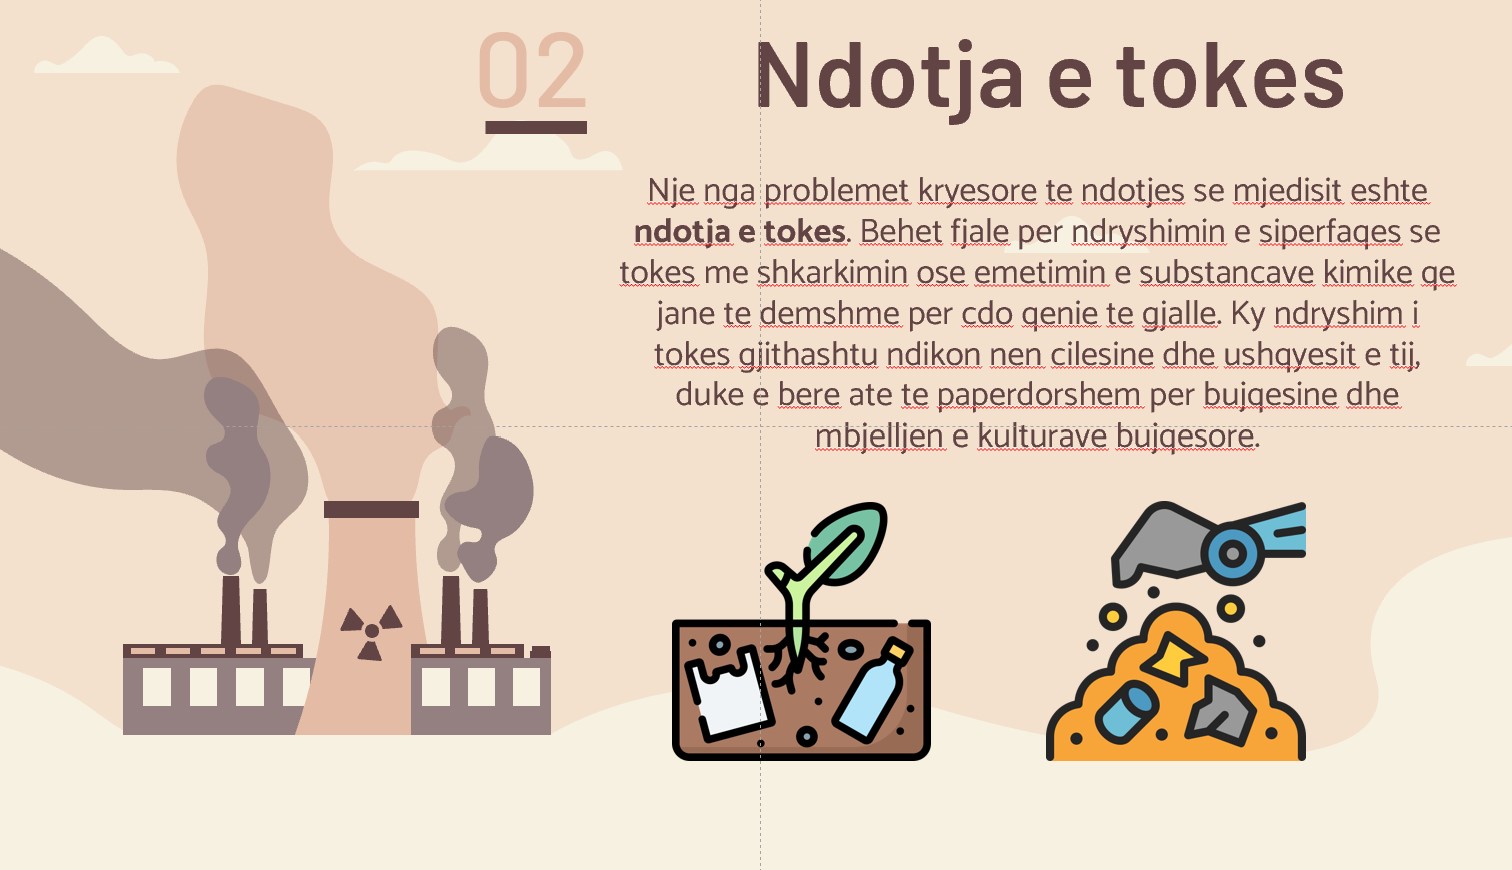 02
Ndotja e tokes
Nje nga problemet kryesore te ndotjes se mjedisit eshte
ndotja e tokes. Behet fjale per ndryshimin e siperfaqes se
tokes me shkarkimin ose emetimin e substancave kimike qe
jane te demshme per cdo qenie te gjalle. Ky ndryshim i
tokes gjithashtu ndikon nen cilesine dhe ushqyesit e tij,
duke e bere ate te paperdorshem per bujqesine dhe
mbjelljen e kulturave bujqesore.